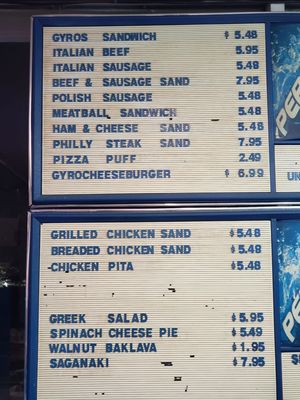 GYROS SANDWICH $ 5.48
ITALIAN BEEF 5.95
ITALIAN SAUSAGE 5.48
BEEF & SAUSAGE SAND 7.95
POLISH SAUSAGE 5.48
MEATBALL SANDWICH 5.48
HAM & CHEESE SAND 5.48
PHILLY STEAK SAND 7.95
PIZZA PUFF 2.49
GYROCHEESEBURGER $ 6.99
GRILLED CHICKEN SAND $5.48
BREADED CHICKEN SAND $5.48
-CHICKEN PITA $5.48
GREEK SALAD $5.95
SPINACH CHEESE PIE $5.49
WALNUT BAKLAVA $1.95
SAGANAKI $7.95